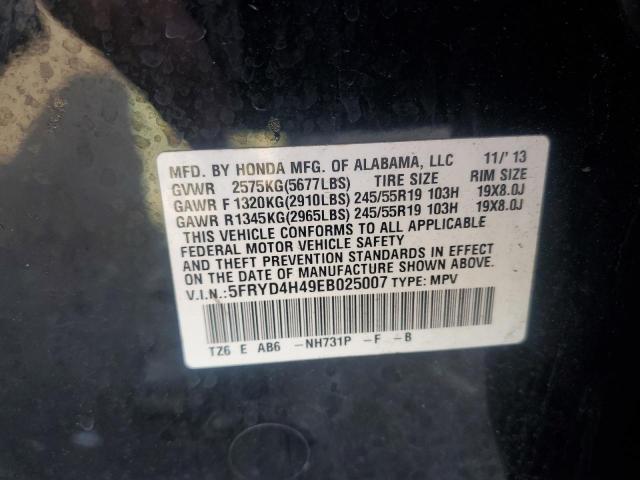 MFD. BY HONDA MFG. OF ALABAMA, LLC 11/'13
GVWR 2575KG(5677LBS) TIRE SIZE RIM SIZE
GAWR F 1320KG(2910LBS) 245/55R19 103H 19X8.0J
GAWR R1345KG(2965LBS) 245/55R19 103H 19X8.0J
THIS VEHICLE CONFORMS TO ALL APPLICABLE
FEDERAL MOTOR VEHICLE SAFETY
AND THEFT PREVENTION STANDARDS IN EFFECT
ON THE DATE OF MANUFACTURE SHOWN ABOVE.
V.I.N.:5FRYD4H49EB025007 TYPE: MPV
TZ6 E AB6 -NH731P -F -B